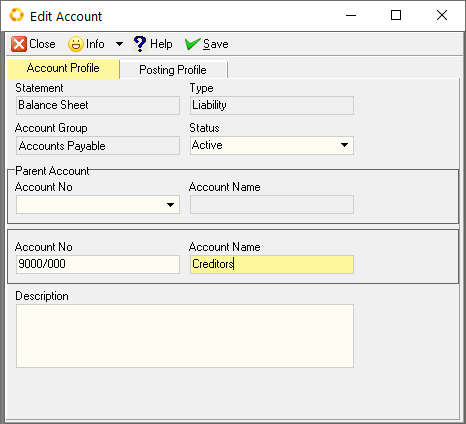 Edit Account
Close Info Help Save
Account Profile Posting Profile
Statement Type
Balance Sheet Liability
Account Group Status
Accounts Payable Active
Parent Account
Account No Account Name
Account No Account Name
9000/000 Creditors
Description